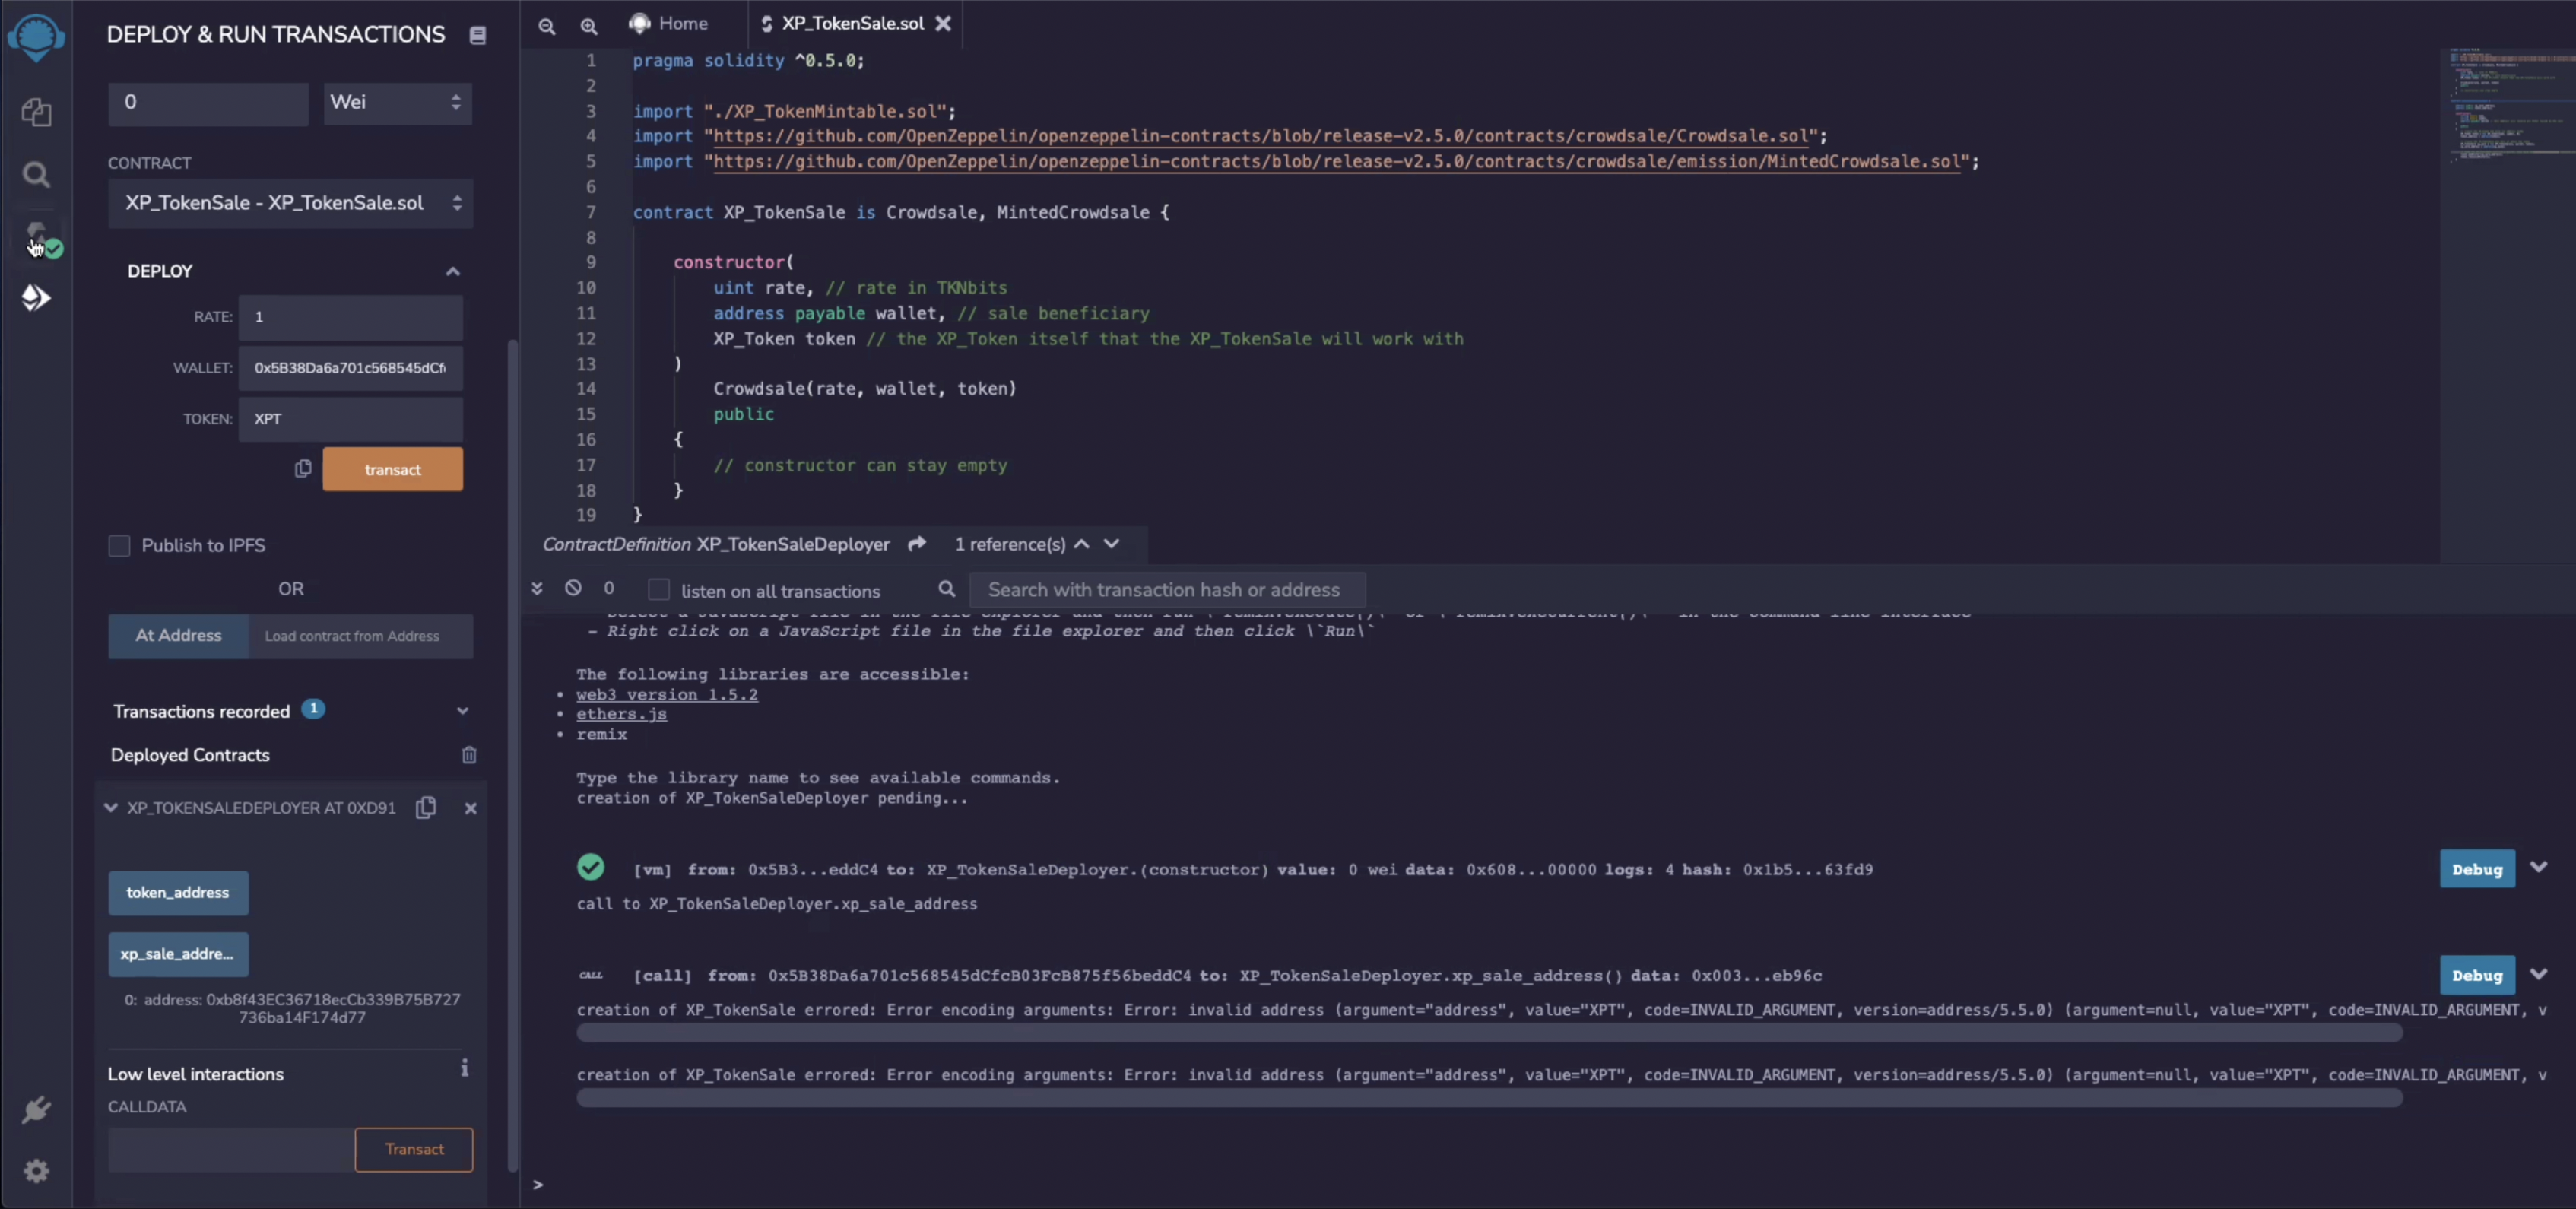 DEPLOY & RUN TRANSACTIONS
0
Wei
CONTRACT
XP_TokenSale - XP_TokenSale.sol
DEPLOY
RATE:
1
WALLET:
0x5B38Da6a701c568545dCf
TOKEN:
XPT
transact
Publish to IPFS
OR
At Address
Load contract from Address
Transactions recorded 1
Deployed Contracts
XP_TOKENSALEDEPLOYER AT 0XD91
token_address
xp_sale_addre...
0: address: 0xb8f43EC36718ecCb339B75B727
736ba14F174d77
Low level interactions
i
CALLDATA
Transact
Home
XP_TokenSale.sol
1 pragma solidity ^0.5.0;
2
3 import "./XP_TokenMintable.sol";
4 import "https://github.com/OpenZeppelin/openzeppelin-contracts/blob/release-v2.5.0/contracts/crowdsale/Crowdsale.sol";
5 import "https://github.com/OpenZeppelin/openzeppelin-contracts/blob/release-v2.5.0/contracts/crowdsale/emission/MintedCrowdsale.sol";
6
7 contract XP_TokenSale is Crowdsale, MintedCrowdsale {
8
9 constructor(
10 uint rate, // rate in TKNbits
11 address payable wallet, // sale beneficiary
12 XP_Token token // the XP_Token itself that the XP_TokenSale will work with
13 )
14 Crowdsale(rate, wallet, token)
15 public
16 {
17 // constructor can stay empty
18 }
19 }
ContractDefinition XP_TokenSaleDeployer 1 reference(s)
0
listen on all transactions
Search with transaction hash or address
- Right click on a JavaScript file in the file explorer and then click \`Run\`
The following libraries are accessible:
• web3 version 1.5.2
• ethers.js
• remix
Type the library name to see available commands.
creation of XP_TokenSaleDeployer pending...
[vm] from: 0x5B3...eddC4 to: XP_TokenSaleDeployer.(constructor) value: 0 wei data: 0x608...00000 logs: 4 hash: 0x1b5...63fd9
Debug
call to XP_TokenSaleDeployer.xp_sale_address
CALL [call] from: 0x5B38Da6a701c568545dCfcB03FcB875f56beddC4 to: XP_TokenSaleDeployer.xp_sale_address() data: 0x003...eb96c
Debug
creation of XP_TokenSale errored: Error encoding arguments: Error: invalid address (argument="address", value="XPT", code=INVALID_ARGUMENT, version=address/5.5.0) (argument=null, value="XPT", code=INVALID_ARGUMENT, v
creation of XP_TokenSale errored: Error encoding arguments: Error: invalid address (argument="address", value="XPT", code=INVALID_ARGUMENT, version=address/5.5.0) (argument=null, value="XPT", code=INVALID_ARGUMENT, v
>